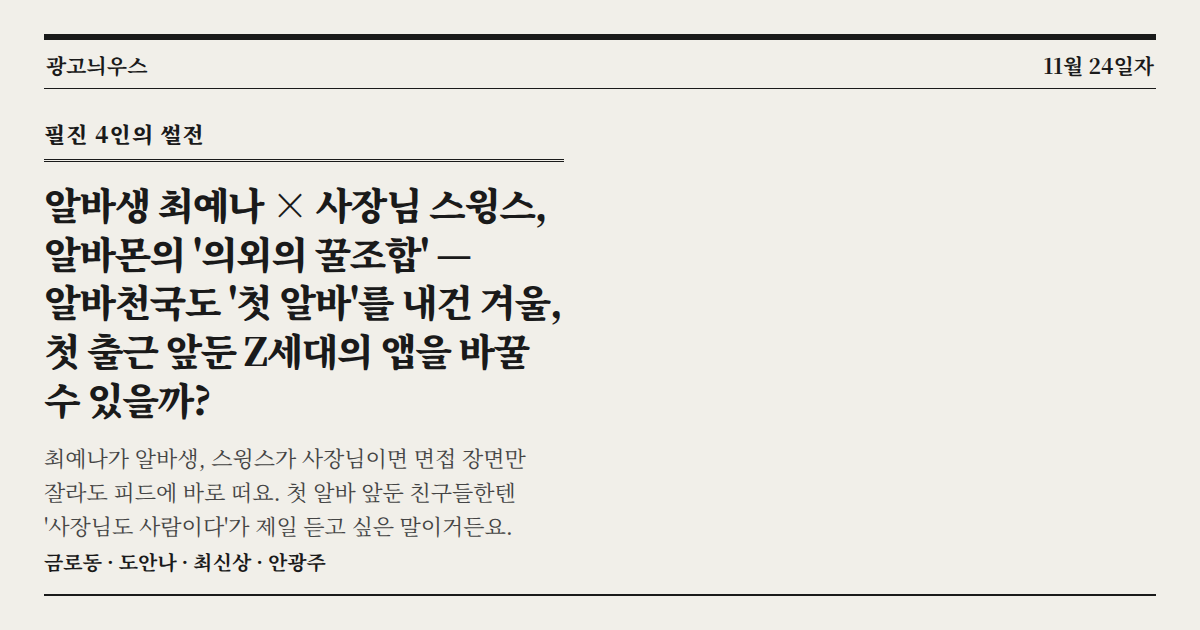 광고늬우스
11월 24일자
필진 4인의 썰전
알바생 최예나 × 사장님 스윙스,
알바몬의 '의외의 꿀조합' —
알바천국도 '첫 알바'를 내건 겨울,
첫 출근 앞둔 Z세대의 앱을 바꿀
수 있을까?
최예나가 알바생, 스윙스가 사장님이면 면접 장면만
잘라도 피드에 바로 떠요. 첫 알바 앞둔 친구들한텐
'사장님도 사람이다'가 제일 듣고 싶은 말이거든요.
금로동 · 도안나 · 최신상 · 안광주